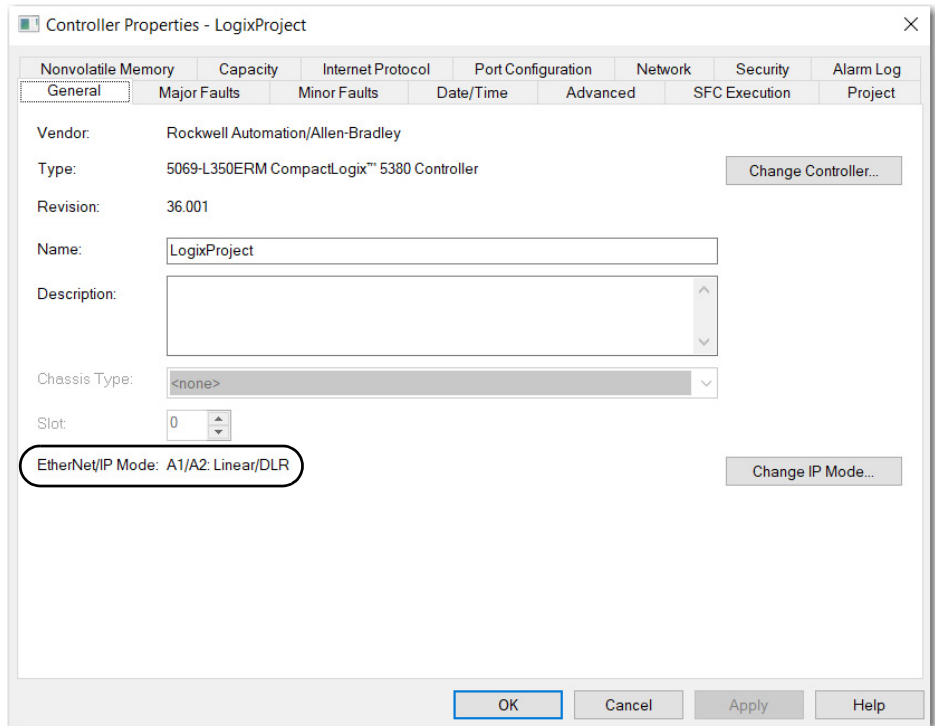 Controller Properties - LogixProject
Nonvolatile Memory Capacity Internet Protocol Port Configuration Network Security Alarm Log
General Major Faults Minor Faults Date/Time Advanced SFC Execution Project
Vendor: Rockwell Automation/Allen-Bradley
Type: 5069-L350ERM CompactLogix™ 5380 Controller Change Controller...
Revision: 36.001
Name: LogixProject
Description:
Chassis Type: <none>
Slot: 0
EtherNet/IP Mode: A1/A2: Linear/DLR Change IP Mode...
OK Cancel Apply Help